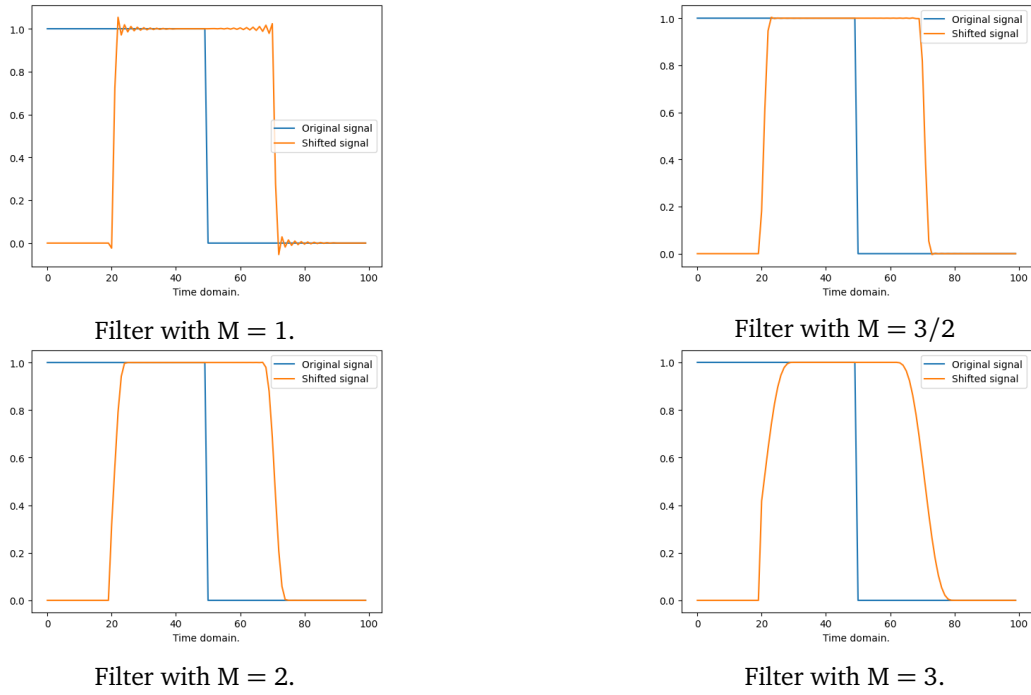 1.0
0.8
0.6
0.4
0.2
0.0
Original signal
Shifted signal
0 20 40 60 80 100
Time domain.
Filter with M = 1.
1.0
0.8
0.6
0.4
0.2
0.0
Original signal
Shifted signal
0 20 40 60 80 100
Time domain.
Filter with M = 3/2
1.0
0.8
0.6
0.4
0.2
0.0
Original signal
Shifted signal
0 20 40 60 80 100
Time domain.
Filter with M = 2.
1.0
0.8
0.6
0.4
0.2
0.0
Original signal
Shifted signal
0 20 40 60 80 100
Time domain.
Filter with M = 3.